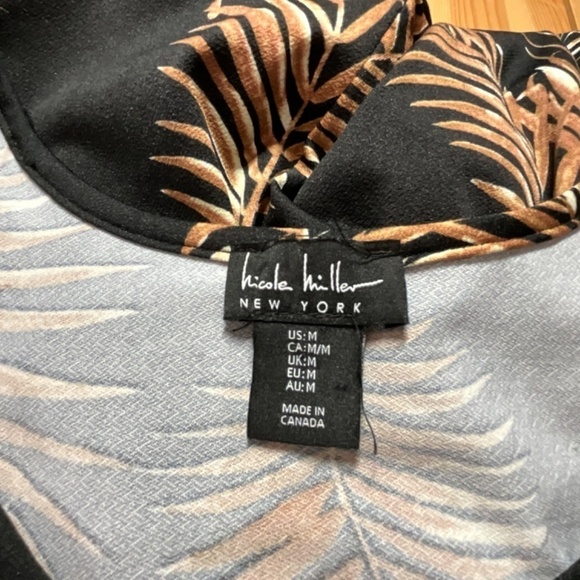 Nicole Miller
NEW YORK
US:M
CA:M/M
UK:M
EU:M
AU:M
MADE IN
CANADA